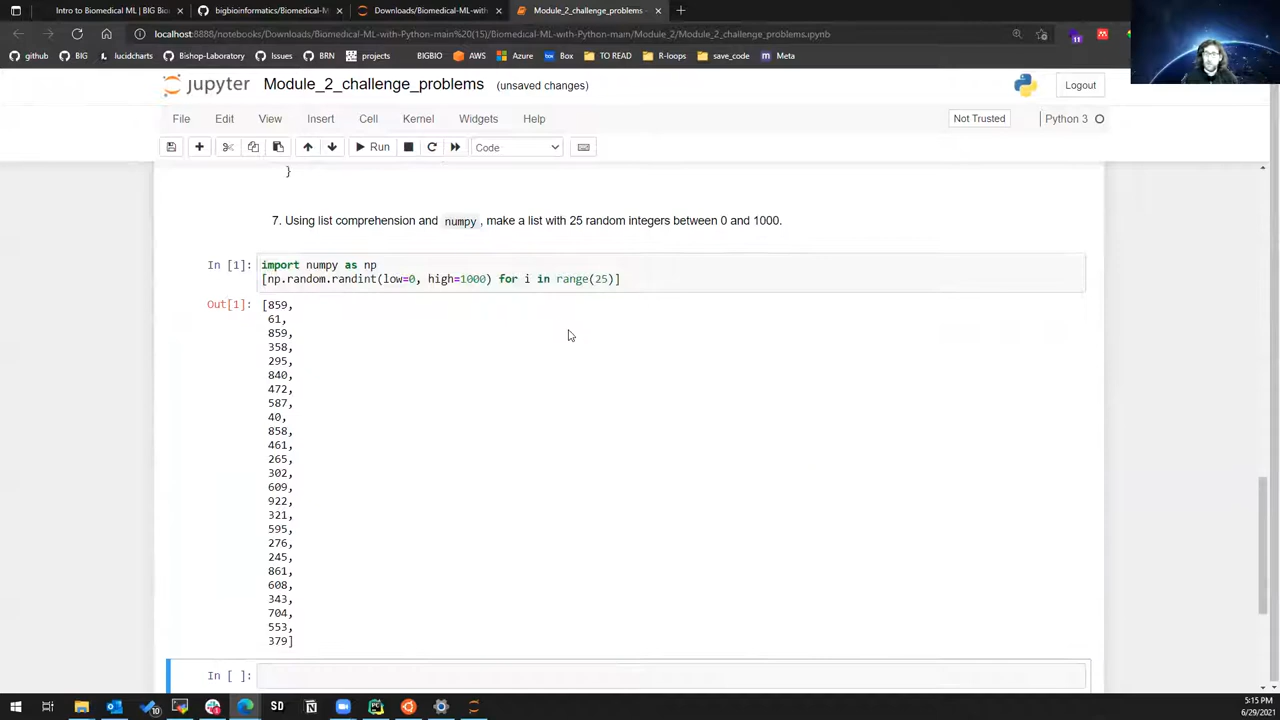 Intro to Biomedical ML | BIG Bioi
bigbioinformatics/Biomedical-M
Downloads/Biomedical-ML-with-
Module_2_challenge_problems
localhost:8888/notebooks/Downloads/Biomedical-ML-with-Python-main%20(15)/Biomedical-ML-with-Python-main/Module_2/Module_2_challenge_problems.ipynb
github
BIG
lucidcharts
Bishop-Laboratory
Issues
BRN
projects
BIGBIO
AWS
Azure
Box
TO READ
R-loops
save_code
Meta
11
jupyter Module_2_challenge_problems (unsaved changes)
Logout
File Edit View Insert Cell Kernel Widgets Help
Not Trusted
Python 3
Run
Code
}
7. Using list comprehension and numpy, make a list with 25 random integers between 0 and 1000.
In [1]: import numpy as np
[np.random.randint(low=0, high=1000) for i in range(25)]
Out[1]: [859,
61,
859,
358,
295,
840,
472,
587,
40,
858,
461,
265,
302,
609,
922,
321,
595,
276,
245,
861,
608,
343,
704,
553,
379]
In [ ]:
SD
5:15 PM
6/29/2021